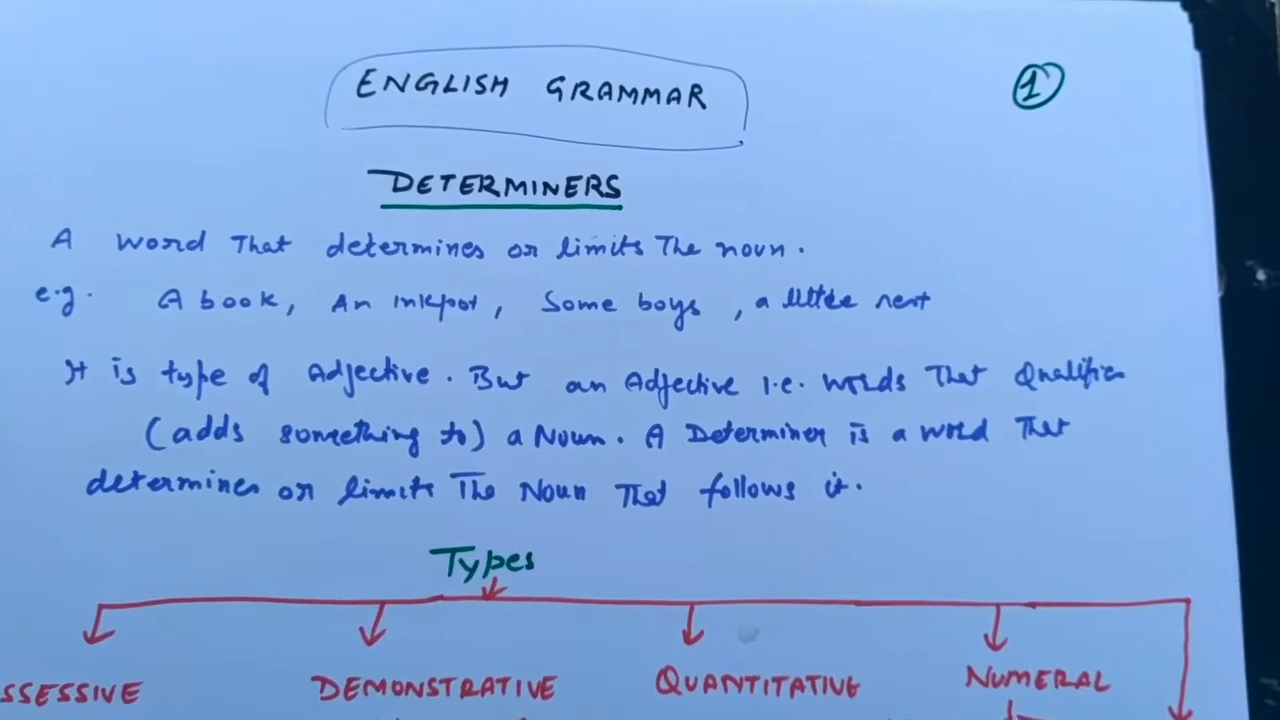 ENGLISH GRAMMAR
1
DETERMINERS
A word That determines or limits The noun.
e.g. A book, An inkpot, Some boys, a little rest
It is type of Adjective. But an Adjective i.e. words That Qualifies
(adds something to) a Noun. A Determiner is a word That
determines or limits The Noun That follows it.
Types
SSESSIVE DEMONSTRATIVE QUANTITATIVE NUMERAL